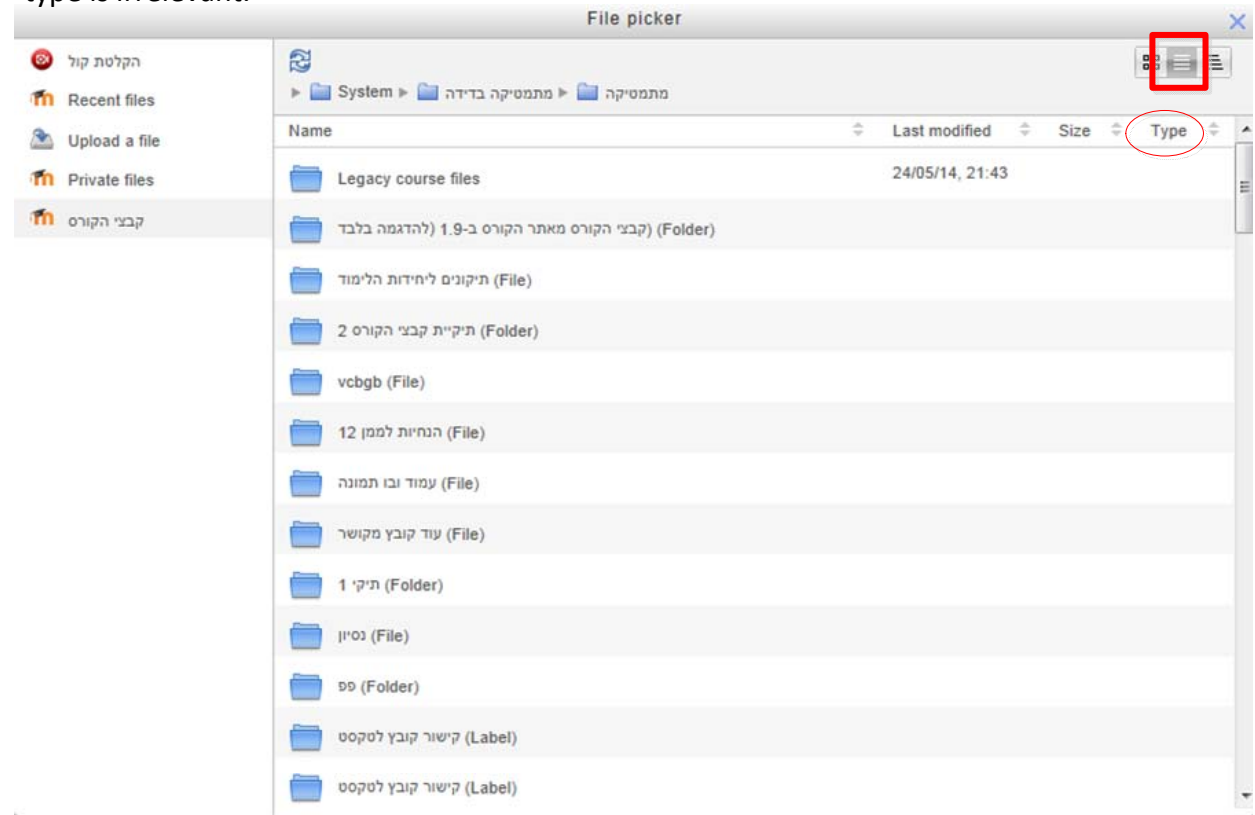 type is irrelevant.
File picker
הקלטת קול
Recent files
Upload a file
Private files
קבצי הקורס
System ▶ מתמטיקה בדידה ▶ מתמטיקה
Name Last modified Size Type
Legacy course files 24/05/14, 21:43
קבצי הקורס מאתר הקורס ב-1.9 (להדגמה בלבד) (Folder)
תיקונים ליחידות הלימוד (File)
תיקיית קבצי הקורס 2 (Folder)
vcbgb (File)
הנחיות לממן 12 (File)
עמוד ובו תמונה (File)
עוד קובץ מקושר (File)
תיקי 1 (Folder)
נסיון (File)
פפ (Folder)
קישור קובץ לטקסט (Label)
קישור קובץ לטקסט (Label)